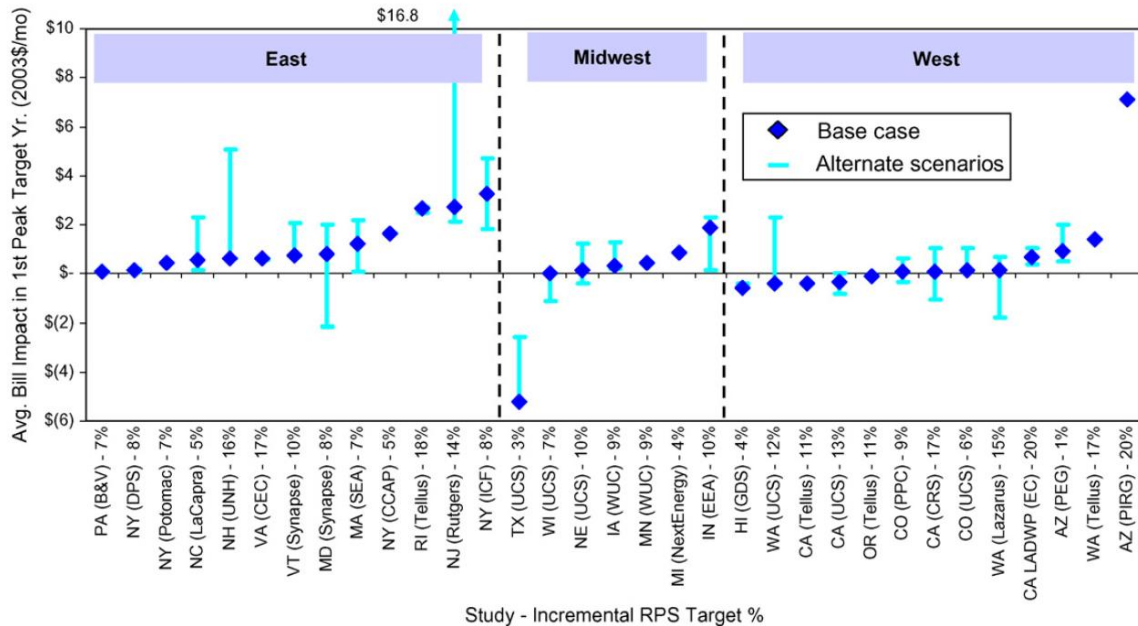 $16.8
$10
$8
$6
$4
$2
$-
$(2)
$(4)
$(6)
Avg. Bill Impact in 1st Peak Target Yr. (2003$/mo)
East
Midwest
West
Base case
Alternate scenarios
PA (B&V) - 7%
NY (DPS) - 8%
NY (Potomac) - 7%
NC (LaCapra) - 5%
NH (UNH) - 16%
VA (CEC) - 17%
VT (Synapse) - 10%
MD (Synapse) - 8%
MA (SEA) - 7%
NY (CCAP) - 5%
RI (Tellus) - 18%
NJ (Rutgers) - 14%
NY (ICF) - 8%
TX (UCS) - 3%
WI (UCS) - 7%
NE (UCS) - 10%
IA (WUC) - 9%
MN (WUC) - 9%
MI (NextEnergy) - 4%
IN (EEA) - 10%
HI (GDS) - 4%
WA (UCS) - 12%
CA (Tellus) - 11%
CA (UCS) - 13%
OR (Tellus) - 11%
CO (PPC) - 9%
CA (CRS) - 17%
CO (UCS) - 6%
WA (Lazarus) - 15%
CA LADWP (EC) - 20%
AZ (PEG) - 1%
WA (Tellus) - 17%
AZ (PIRG) - 20%
Study - Incremental RPS Target %